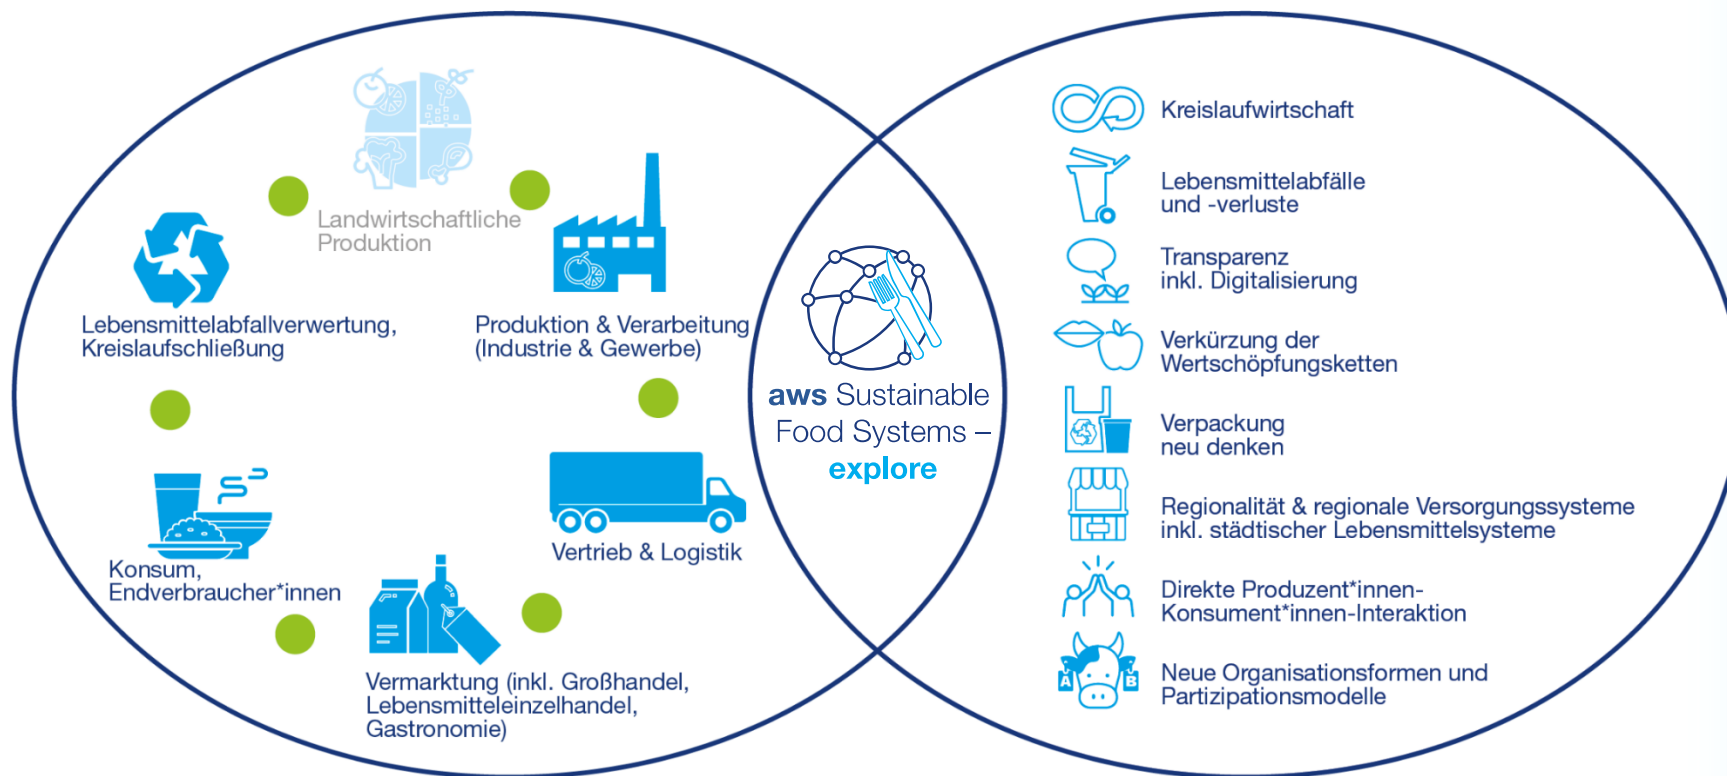 Landwirtschaftliche
Produktion
Lebensmittelabfallverwertung,
Kreislaufschließung
Produktion & Verarbeitung
(Industrie & Gewerbe)
Konsum,
Endverbraucher*innen
Vertrieb & Logistik
Vermarktung (inkl. Großhandel,
Lebensmitteleinzelhandel,
Gastronomie)
aws Sustainable
Food Systems –
explore
Kreislaufwirtschaft
Lebensmittelabfälle
und -verluste
Transparenz
inkl. Digitalisierung
Verkürzung der
Wertschöpfungsketten
Verpackung
neu denken
Regionalität & regionale Versorgungssysteme
inkl. städtischer Lebensmittelsysteme
Direkte Produzent*innen-
Konsument*innen-Interaktion
A B
Neue Organisationsformen und
Partizipationsmodelle